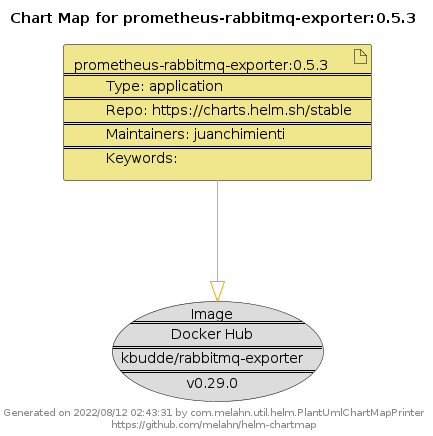 Chart Map for prometheus-rabbitmq-exporter:0.5.3
prometheus-rabbitmq-exporter:0.5.3
Type: application
Repo: https://charts.helm.sh/stable
Maintainers: juanchimienti
Keywords:
Image
Docker Hub
kbudde/rabbitmq-exporter
v0.29.0
Generated on 2022/08/12 02:43:31 by com.melahn.util.helm.PlantUmlChartMapPrinter
https://github.com/melahn/helm-chartmap